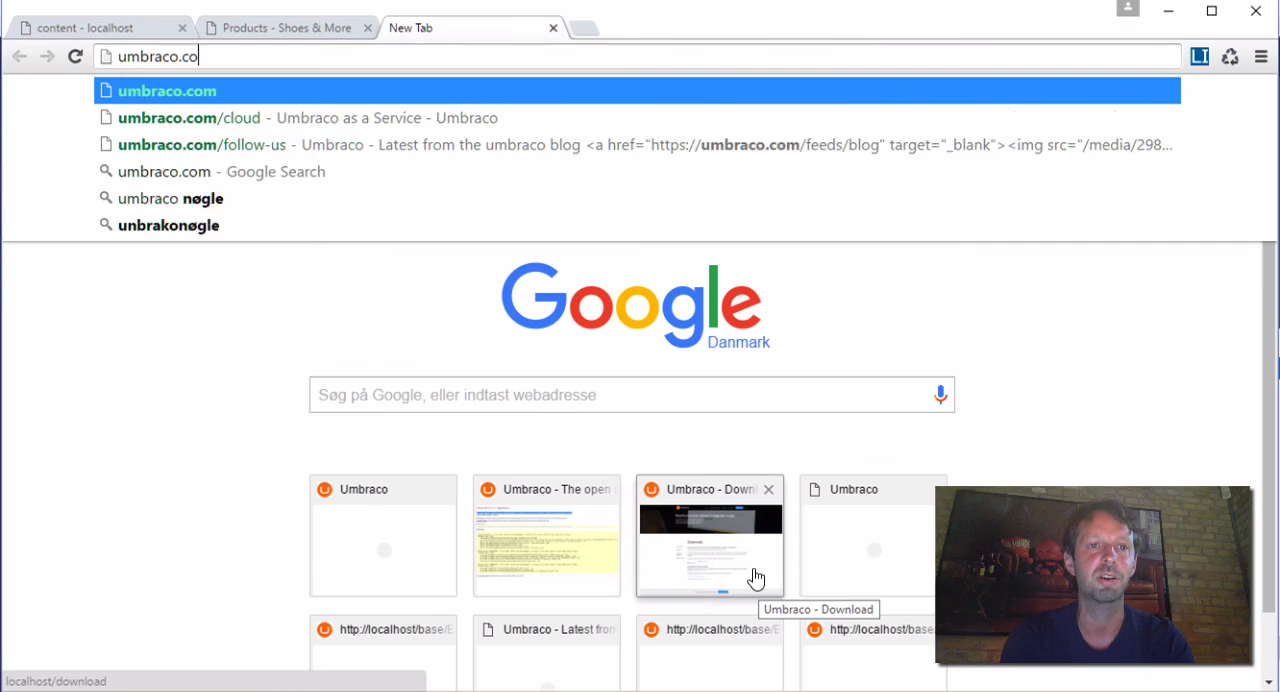 content - localhost
Products - Shoes & More
New Tab
umbraco.co
LI
umbraco.com
umbraco.com/cloud - Umbraco as a Service - Umbraco
umbraco.com/follow-us - Umbraco - Latest from the umbraco blog <a href="https://umbraco.com/feeds/blog" target="_blank"><img src="/media/298...
umbraco.com - Google Search
umbraco nøgle
unbrakonøgle
Google
Danmark
Søg på Google, eller indtast webadresse
Umbraco
Umbraco - The open s
Umbraco - Downl
Umbraco
Umbraco - Download
http://localhost/base/E
Umbraco - Latest from
http://localhost/base/E
http://localhost/base/E
localhost/download